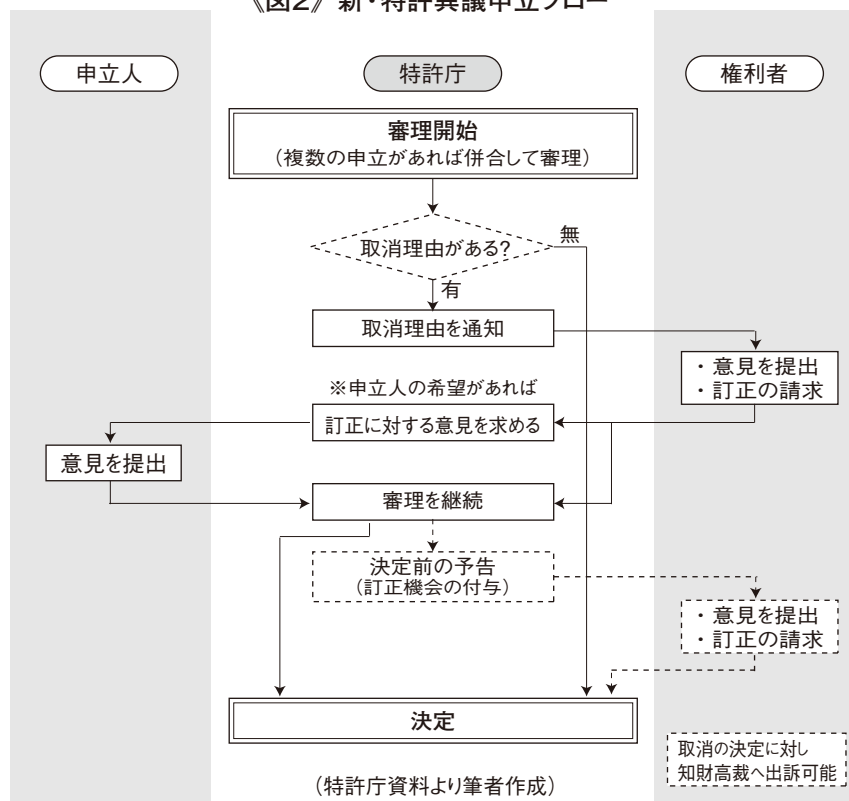 《図2》新・特許異議申立フロー
申立人
特許庁
権利者
審理開始
（複数の申立があれば併合して審理）
取消理由がある？
無
有
取消理由を通知
・意見を提出
・訂正の請求
※申立人の希望があれば
訂正に対する意見を求める
意見を提出
審理を継続
決定前の予告
（訂正機会の付与）
・意見を提出
・訂正の請求
決定
取消の決定に対し
知財高裁へ出訴可能
（特許庁資料より筆者作成）